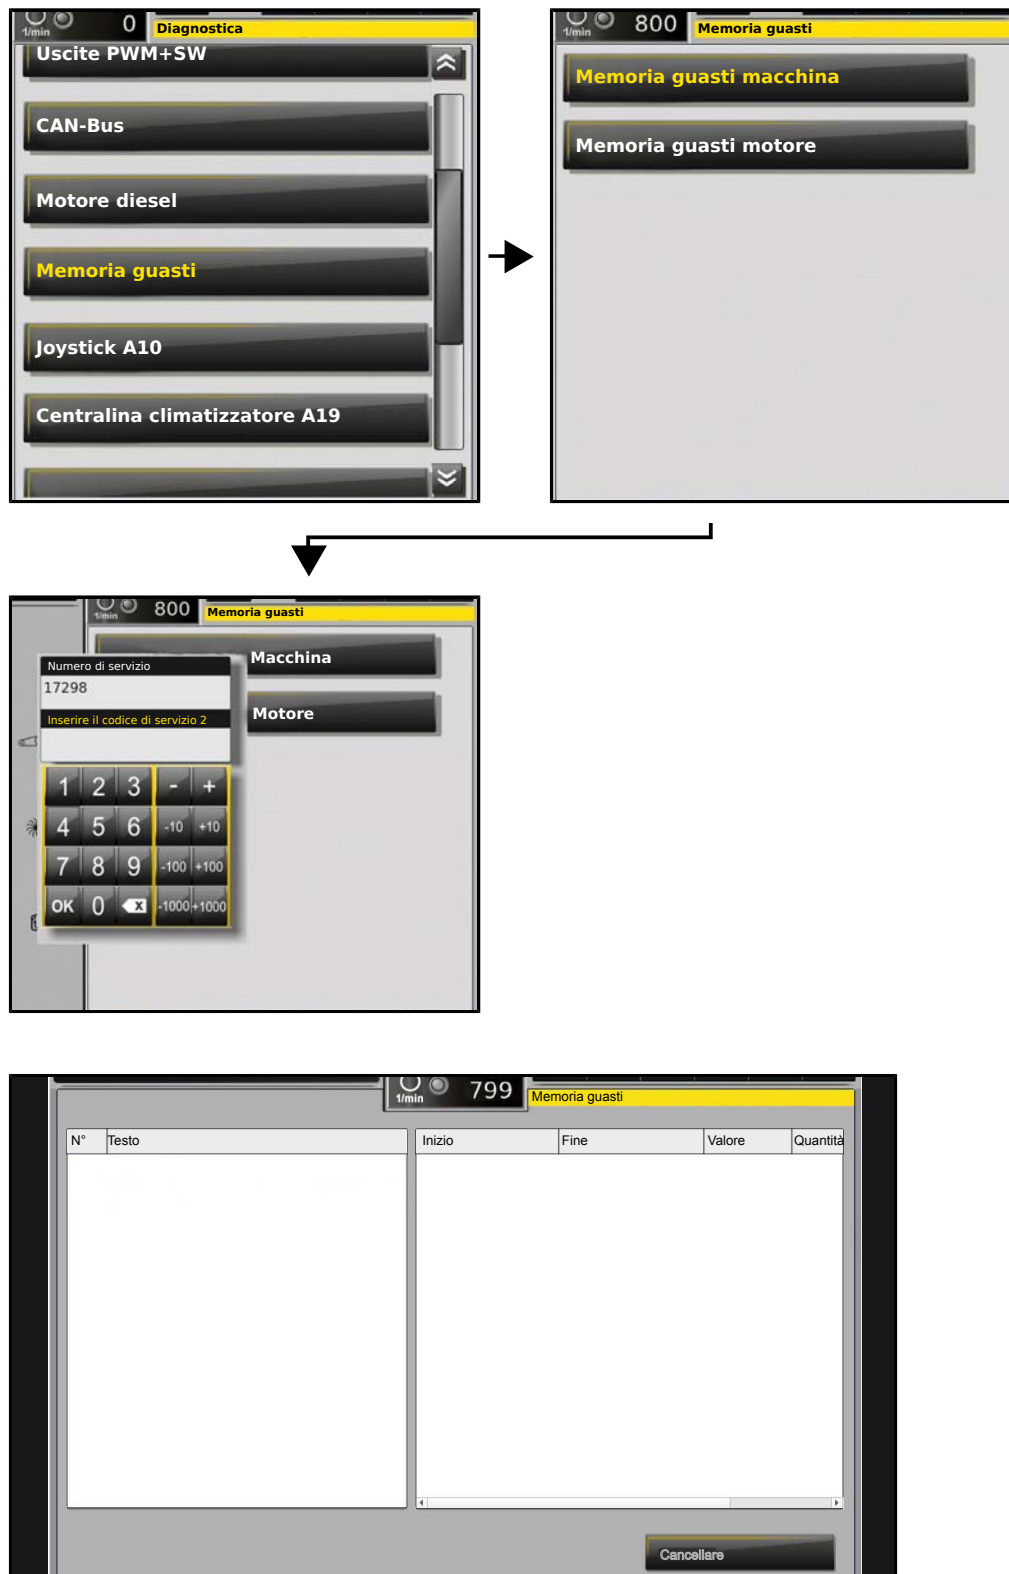 1/min 0 Diagnostica
Uscite PWM+SW
CAN-Bus
Motore diesel
Memoria guasti
Joystick A10
Centralina climatizzatore A19
1/min 800 Memoria guasti
Memoria guasti macchina
Memoria guasti motore
1/min 800 Memoria guasti
Macchina
Motore
Numero di servizio
17298
Inserire il codice di servizio 2
1 2 3 - +
4 5 6 -10 +10
7 8 9 -100 +100
OK 0 x -1000 +1000
1/min 799 Memoria guasti
N° Testo Inizio Fine Valore Quantità
Cancellare